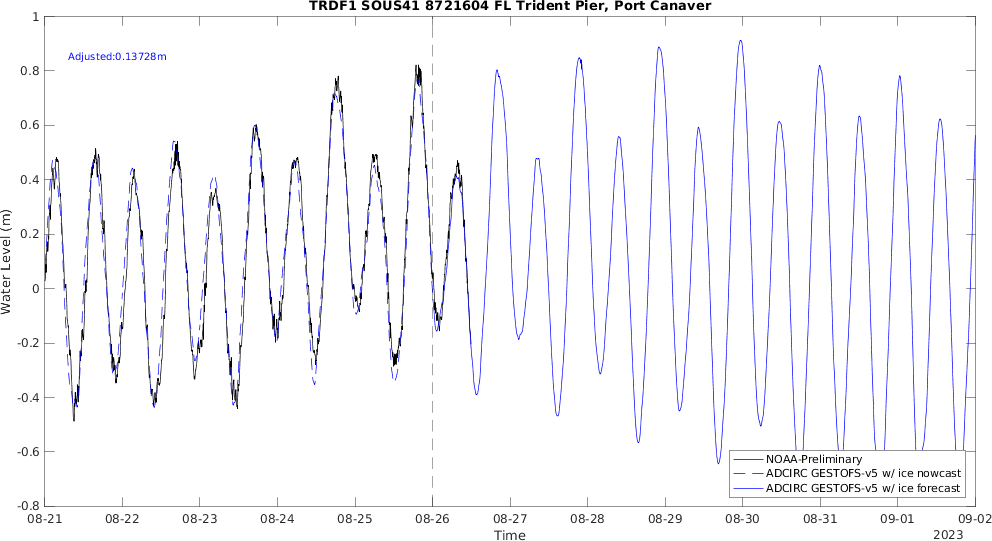 TRDF1 SOUS41 8721604 FL Trident Pier, Port Canaver
Adjusted:0.13728m
1
0.8
0.6
0.4
0.2
0
-0.2
-0.4
-0.6
-0.8
Water Level (m)
NOAA-Preliminary
ADCIRC GESTOFS-v5 w/ ice nowcast
ADCIRC GESTOFS-v5 w/ ice forecast
08-21 08-22 08-23 08-24 08-25 08-26 08-27 08-28 08-29 08-30 08-31 09-01 09-02
Time
2023